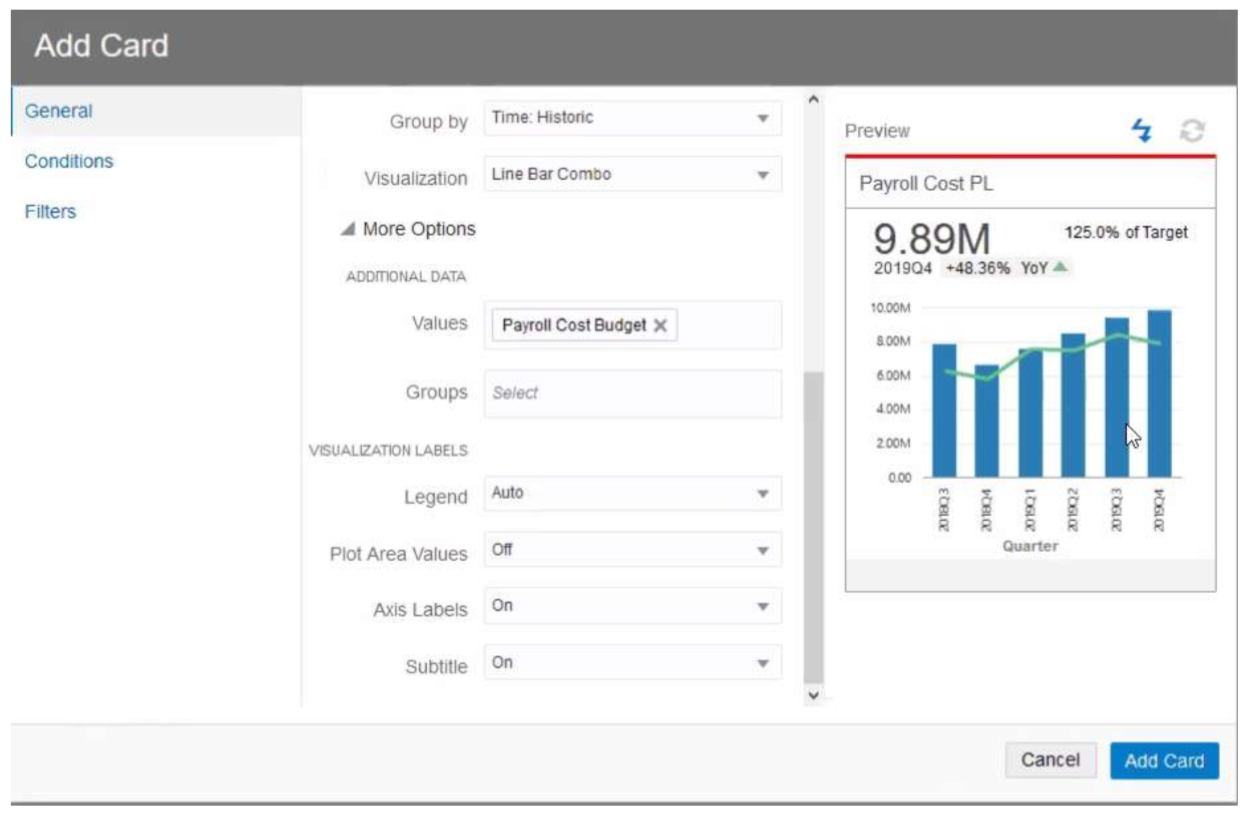 Add Card
General
Conditions
Filters
Group by Time: Historic
Visualization Line Bar Combo
More Options
ADDITIONAL DATA
Values Payroll Cost Budget
Groups Select
VISUALIZATION LABELS
Legend Auto
Plot Area Values Off
Axis Labels On
Subtitle On
Preview
Payroll Cost PL
9.89M 125.0% of Target
2019Q4 +48.36% YoY
10.00M
8.00M
6.00M
4.00M
2.00M
0.00
2018Q3 2018Q4 2019Q1 2019Q2 2019Q3 2019Q4
Quarter
Cancel Add Card